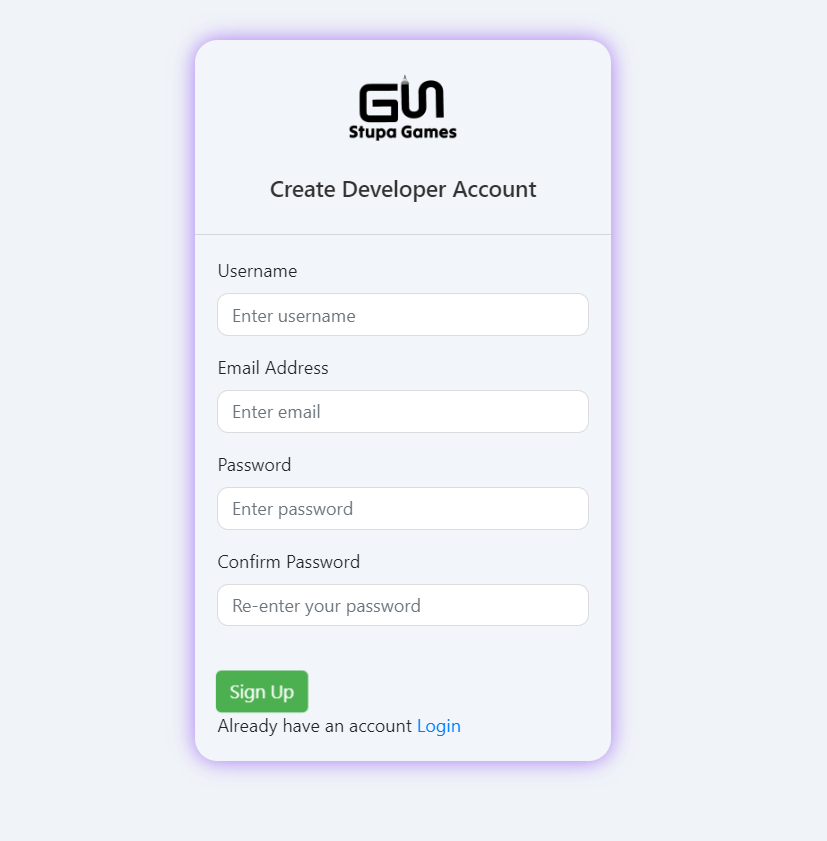 Stupa Games
Create Developer Account
Username
Enter username
Email Address
Enter email
Password
Enter password
Confirm Password
Re-enter your password
Sign Up
Already have an account Login